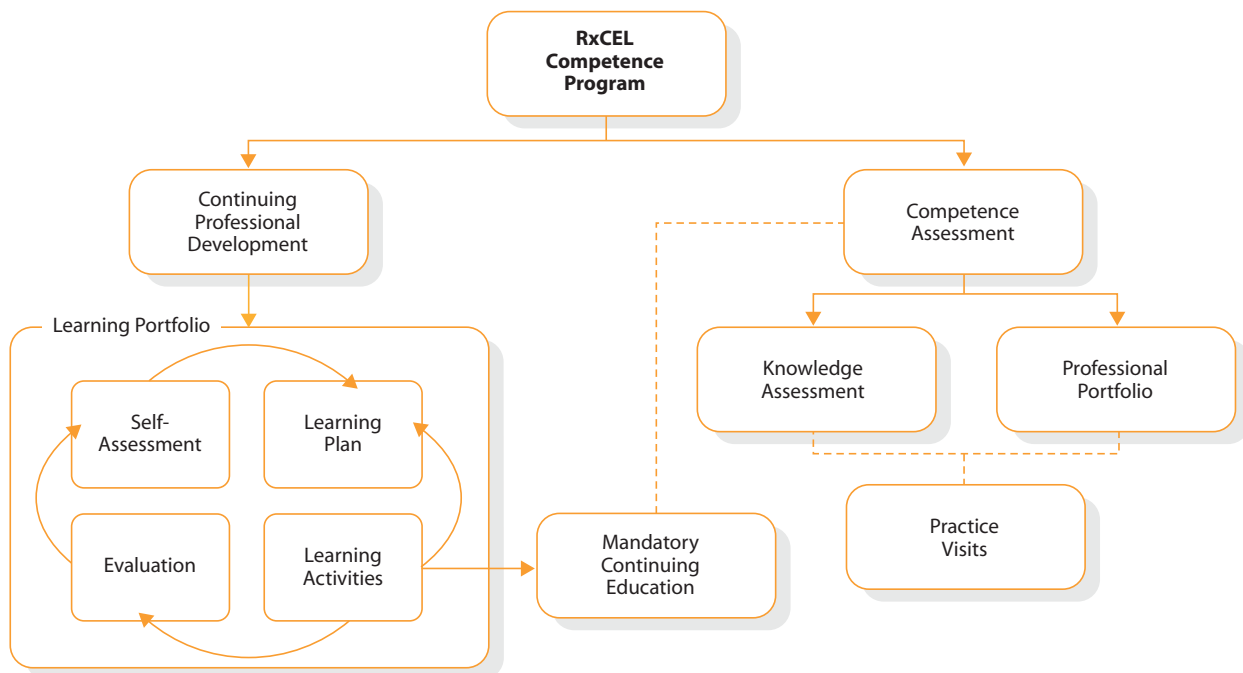 RxCEL
Competence
Program
Continuing
Professional
Development
Competence
Assessment
Learning Portfolio
Knowledge
Assessment
Professional
Portfolio
Self-
Assessment
Learning
Plan
Evaluation
Learning
Activities
Mandatory
Continuing
Education
Practice
Visits